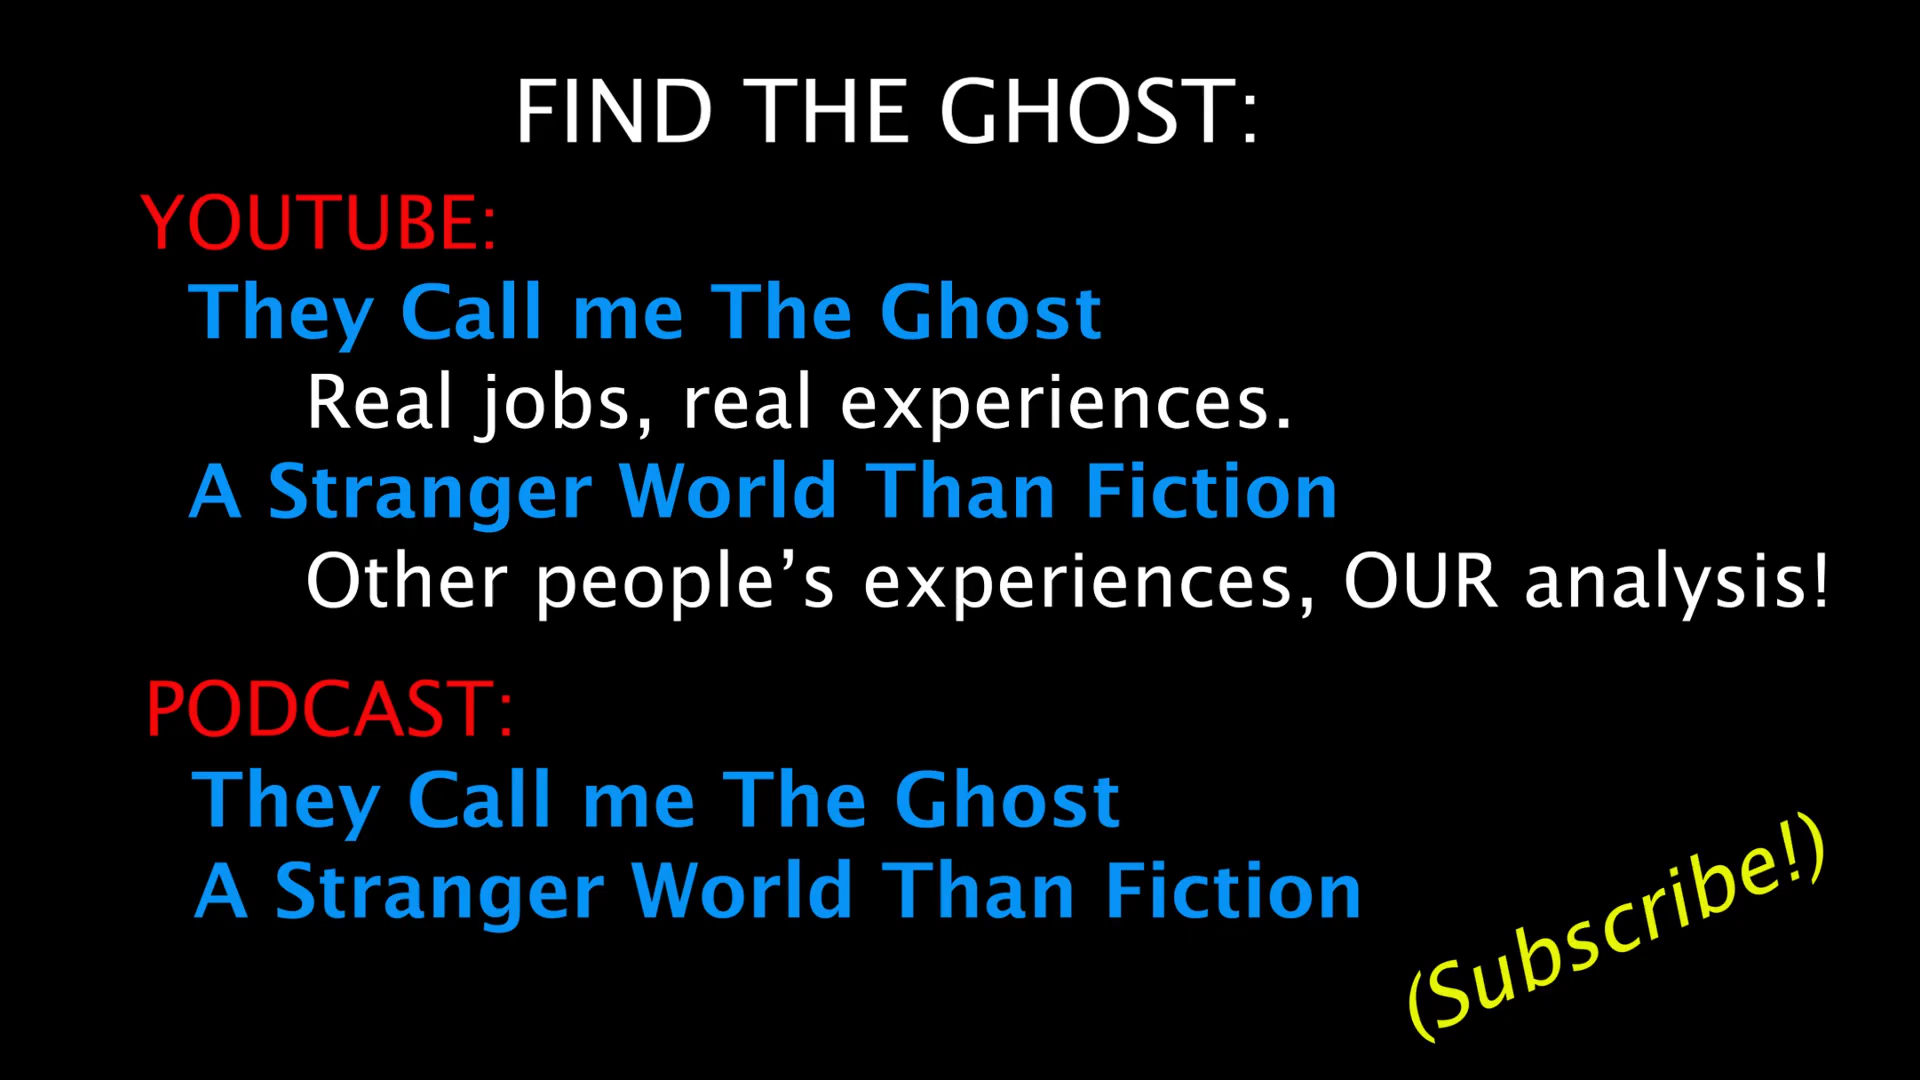 FIND THE GHOST:
YOUTUBE:
They Call me The Ghost
Real jobs, real experiences.
A Stranger World Than Fiction
Other people’s experiences, OUR analysis!
PODCAST:
They Call me The Ghost
A Stranger World Than Fiction
(Subscribe!)